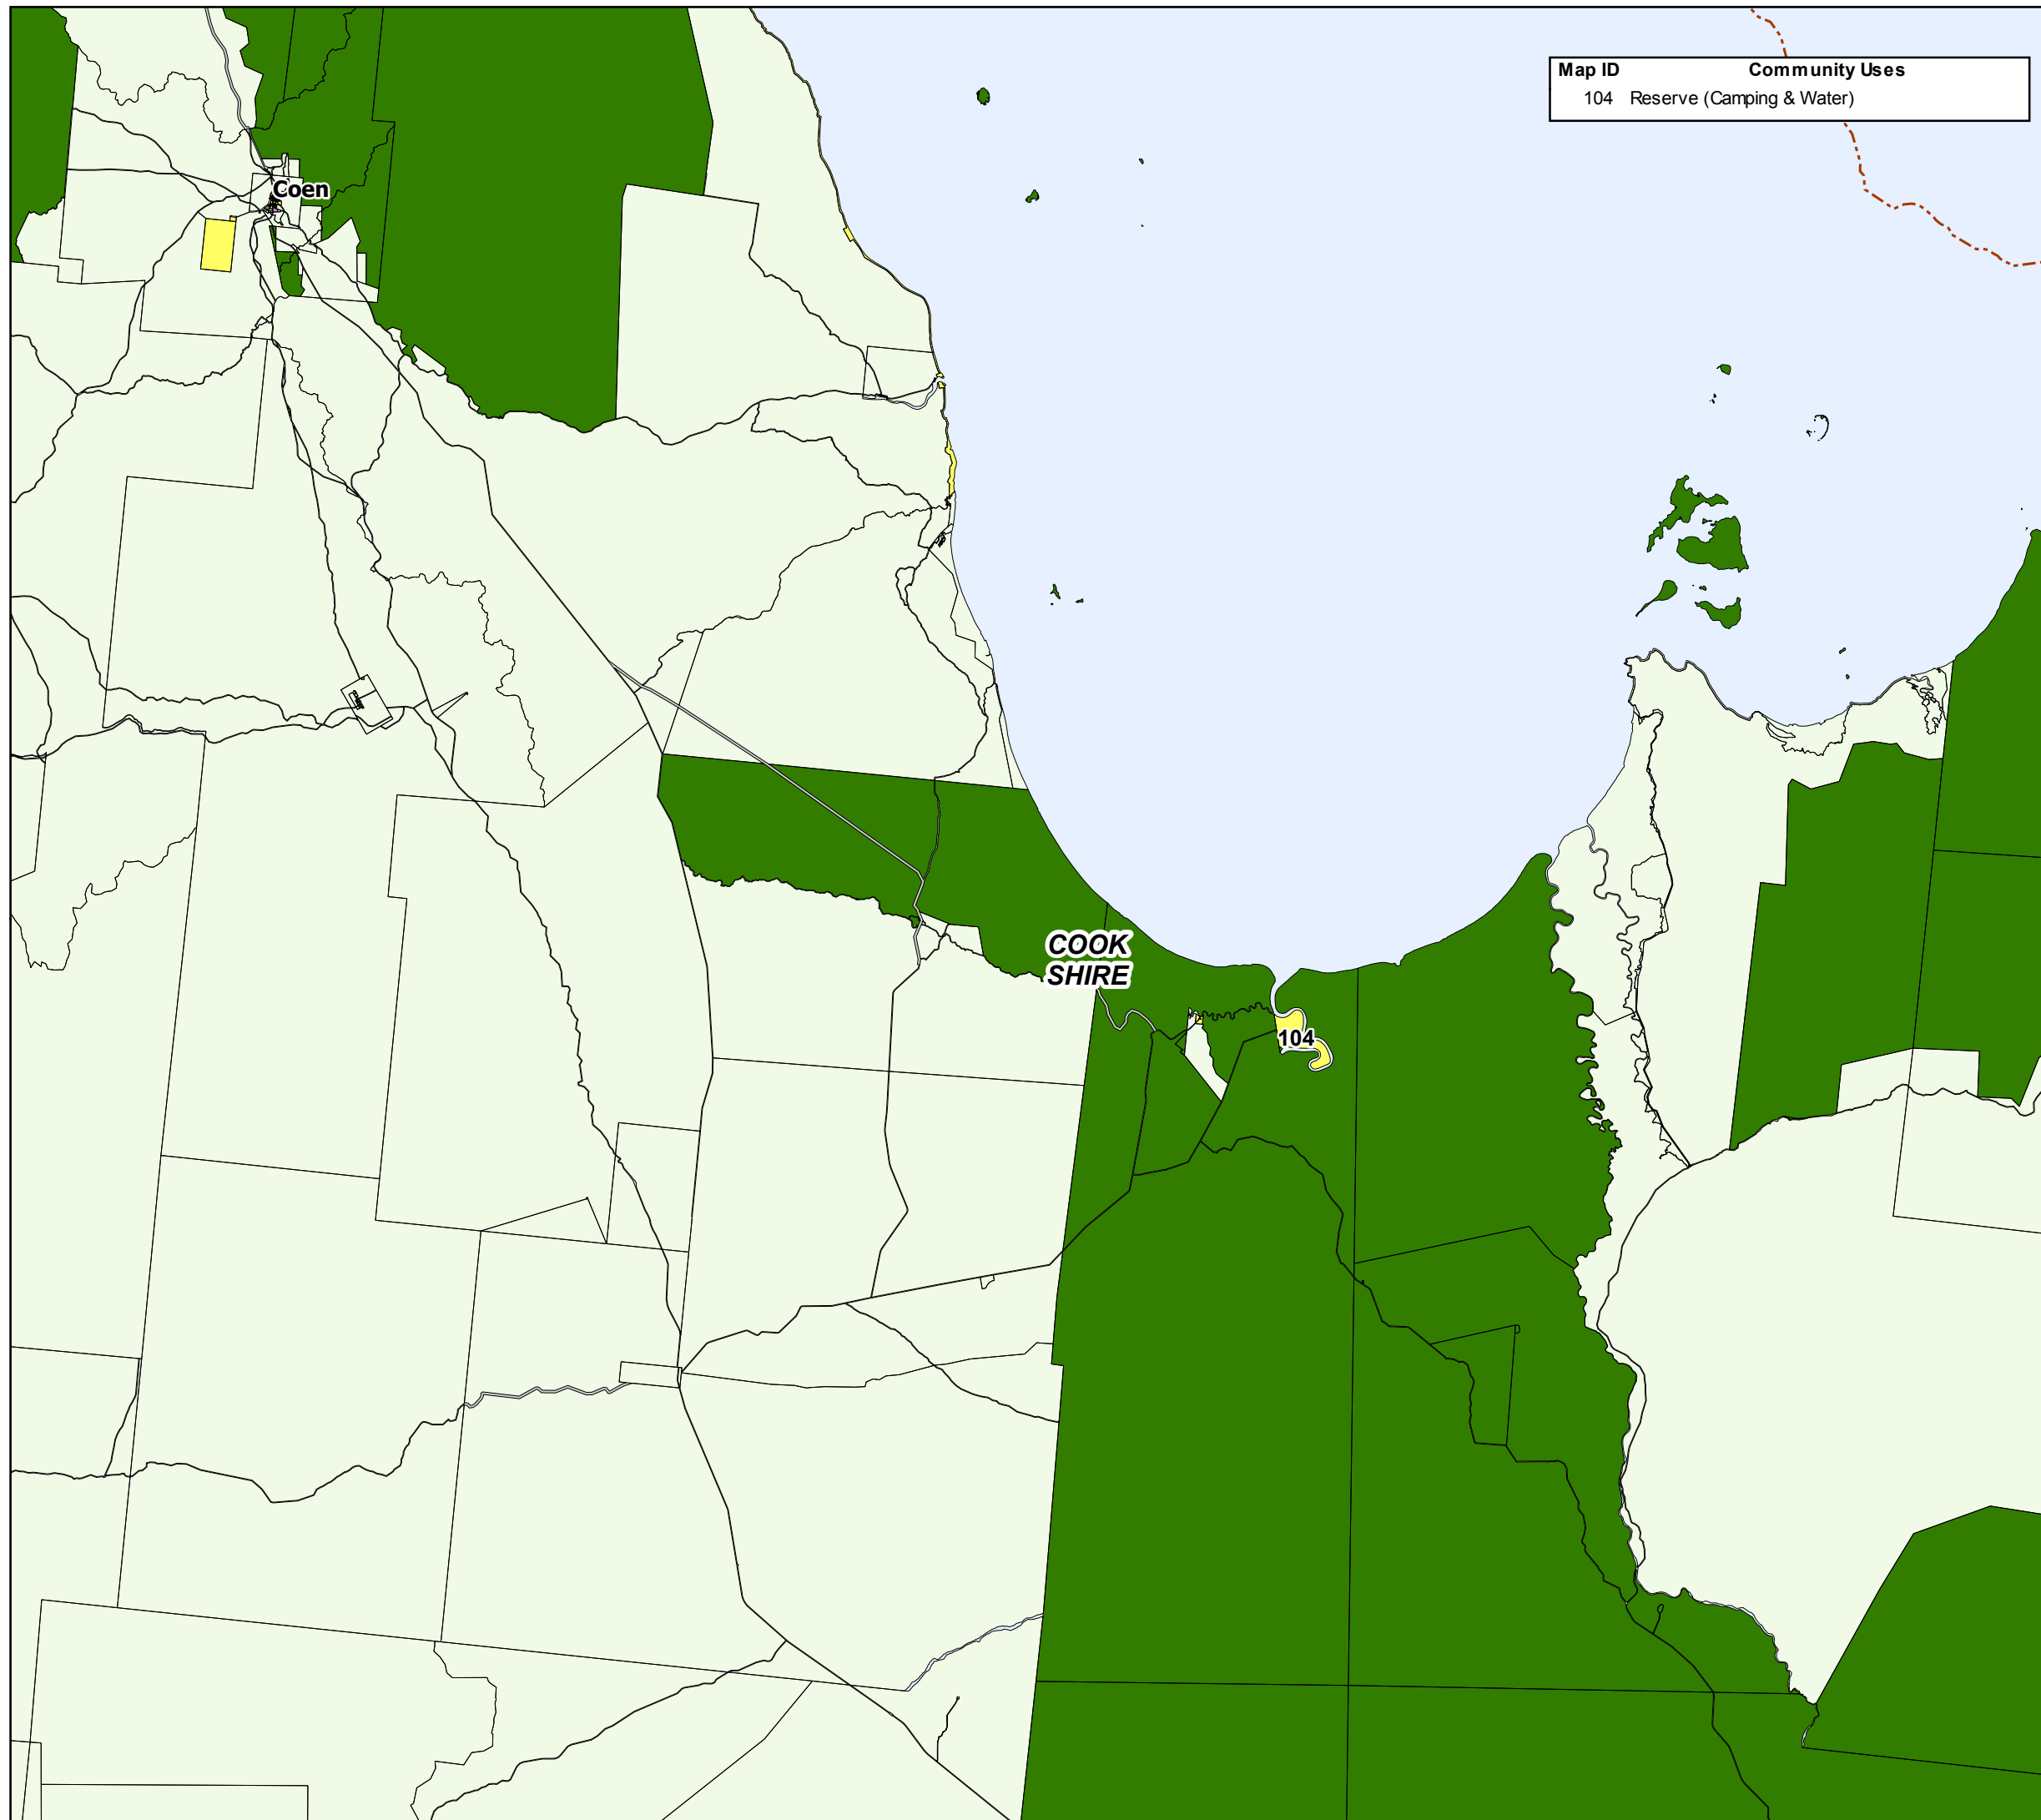 Map ID Community Uses
104 Reserve (Camping & Water)
Coen
COOK
SHIRE
104